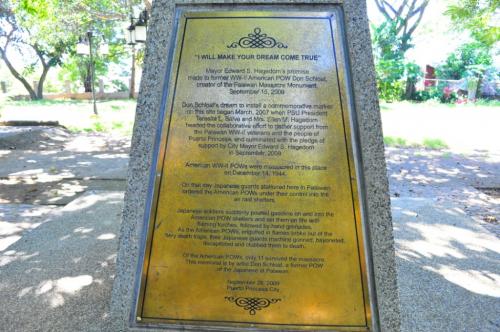 "I WILL MAKE YOUR DREAM COME TRUE"
Mayor Edward S. Hagedorn's promise
made to former WW-II American POW Don Schloat,
creator of the Palawan Massacre Monument.
September 15, 2009
Don Schloat's dream to install a commemorative marker
on this site began March, 2007 when PSU President
Teresita L. Salva and Mrs. Ellen M. Hagedorn
headed the collaborative effort to gather support from
the Palawan WW-II veterans and the people of
Puerto Princesa, and culminated with the pledge of
support by City Mayor Edward S. Hagedorn
in September, 2009.
American WW-II POWs were massacred in this place
on December 14, 1944.
On that day Japanese guards stationed here in Palawan
ordered the American POWs under their control into the
air raid shelters.
Japanese soldiers suddenly poured gasoline on and into the
American POW shelters and set them on fire with
flaming torches, followed by hand grenades.
As the American POWs, engulfed in flames broke out of the
fiery death traps, their Japanese guards machine gunned, bayoneted,
decapitated and clubbed them to death.
Of the American POWs, only 11 survived the massacre.
This memorial is by artist Don Schloat, a former POW
of the Japanese at Palawan.
September 28, 2009
Puerto Princesa City